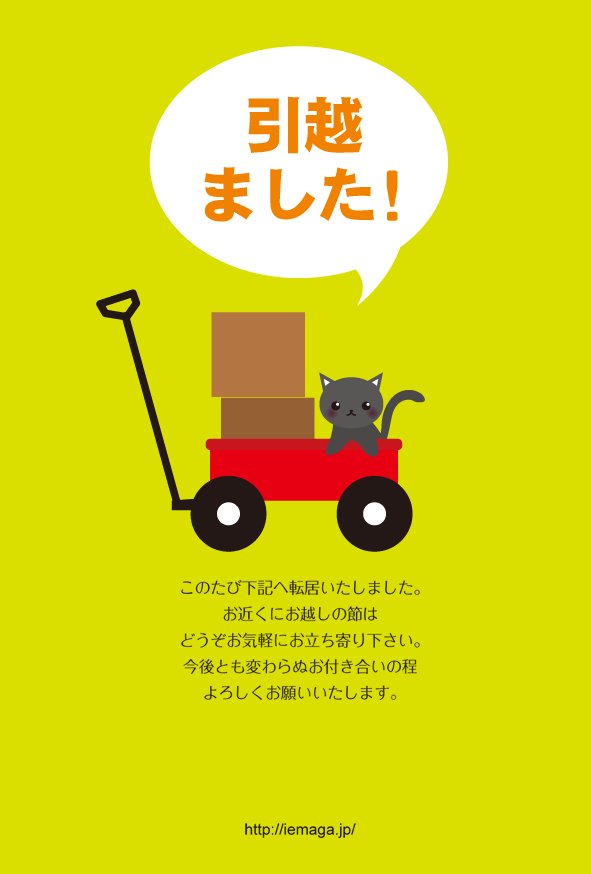 引越
ました!
このたび下記へ転居いたしました。
お近くにお越しの節は
どうぞお気軽にお立ち寄り下さい。
今後とも変わらぬお付き合いの程
よろしくお願いいたします。
http://iemaga.jp/